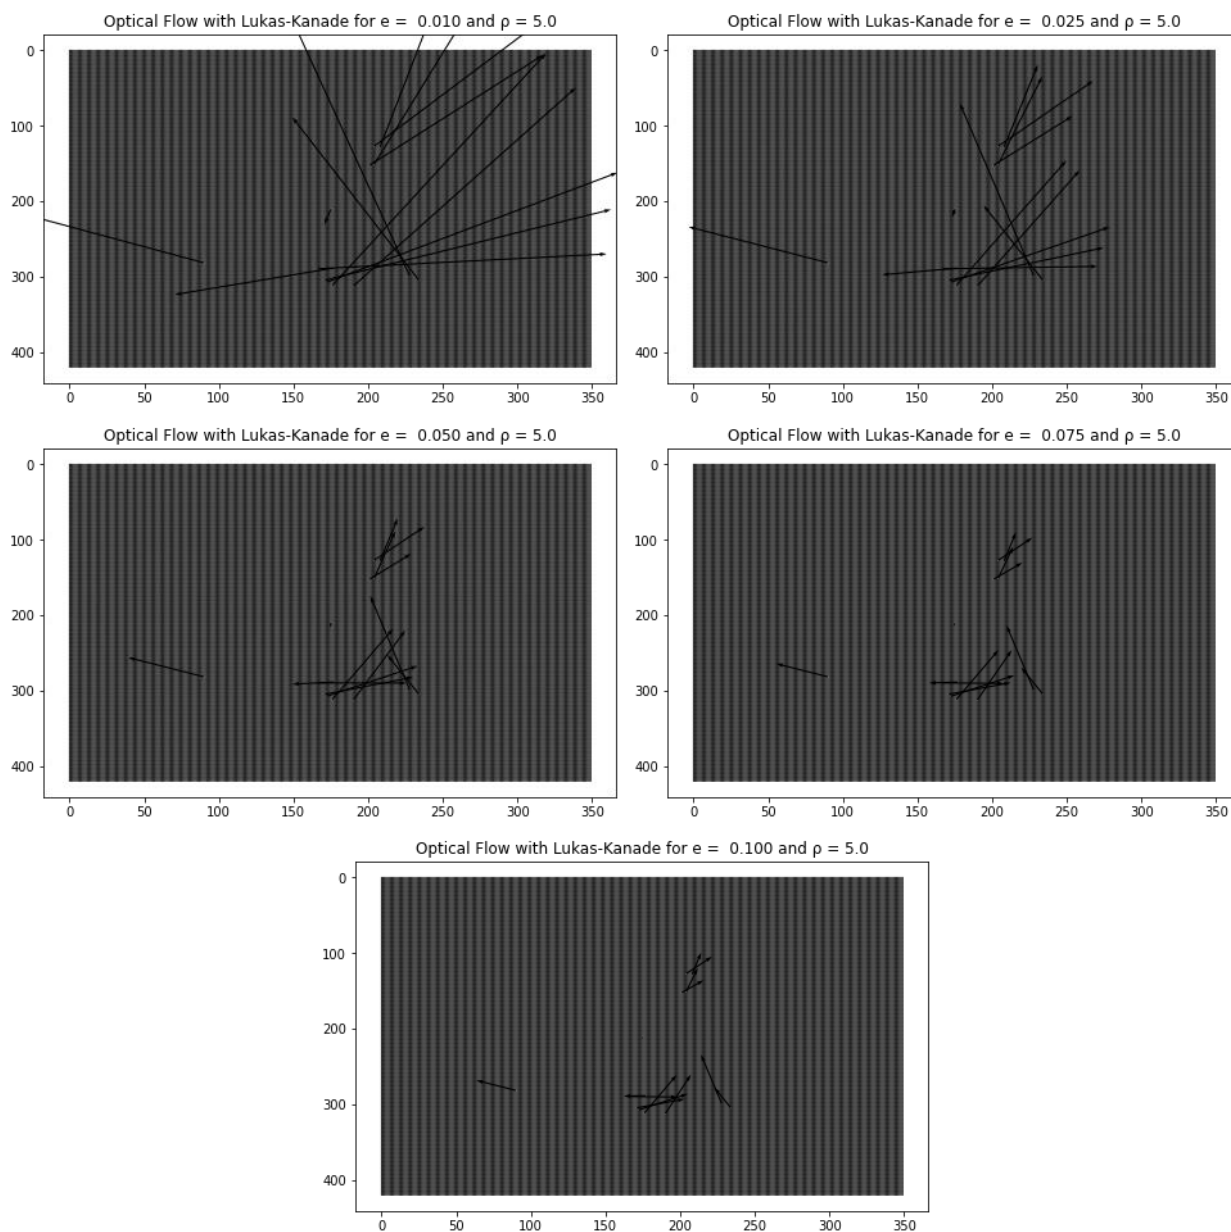 Optical Flow with Lukas-Kanade for e =  0.010 and ρ = 5.0
0
100
200
300
400
0 50 100 150 200 250 300 350
Optical Flow with Lukas-Kanade for e =  0.025 and ρ = 5.0
0
100
200
300
400
0 50 100 150 200 250 300 350
Optical Flow with Lukas-Kanade for e =  0.050 and ρ = 5.0
0
100
200
300
400
0 50 100 150 200 250 300 350
Optical Flow with Lukas-Kanade for e =  0.075 and ρ = 5.0
0
100
200
300
400
0 50 100 150 200 250 300 350
Optical Flow with Lukas-Kanade for e =  0.100 and ρ = 5.0
0
100
200
300
400
0 50 100 150 200 250 300 350